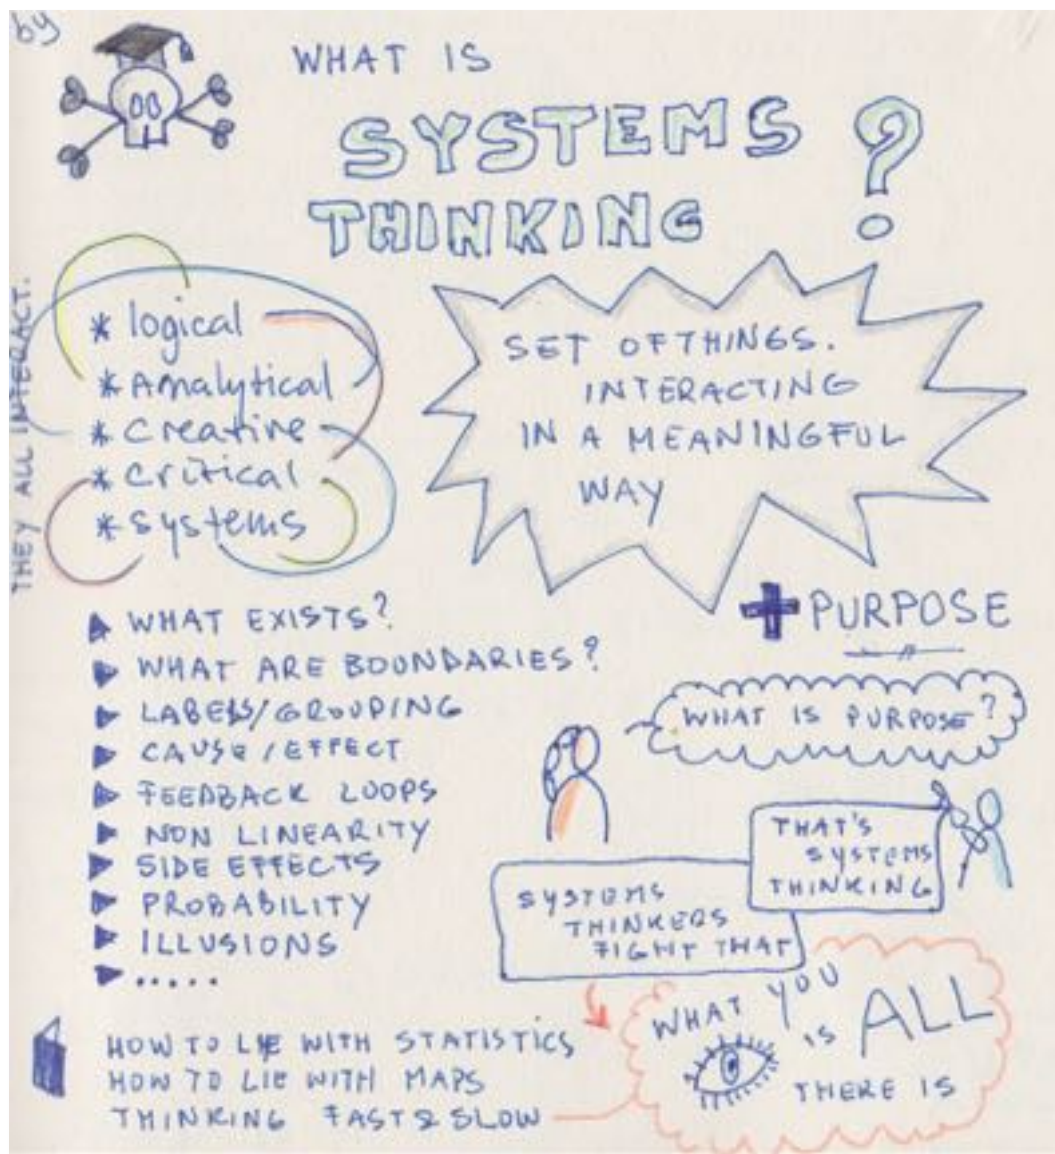 by
WHAT IS
SYSTEMS ?
THINKING
THEY ALL INTERACT.
* logical
* Analytical
* Creative
* Critical
* Systems
SET OF THINGS.
INTERACTING
IN A MEANINGFUL
WAY
+ PURPOSE
WHAT EXISTS?
WHAT ARE BOUNDARIES?
LABELS/GROUPING
CAUSE/EFFECT
FEEDBACK LOOPS
NON LINEARITY
SIDE EFFECTS
PROBABILITY
ILLUSIONS
.....
WHAT IS PURPOSE?
THAT'S
SYSTEMS
THINKING
SYSTEMS
THINKERS
FIGHT THAT
WHAT YOU
IS ALL
THERE IS
HOW TO LIE WITH STATISTICS
HOW TO LIE WITH MAPS
THINKING FAST & SLOW